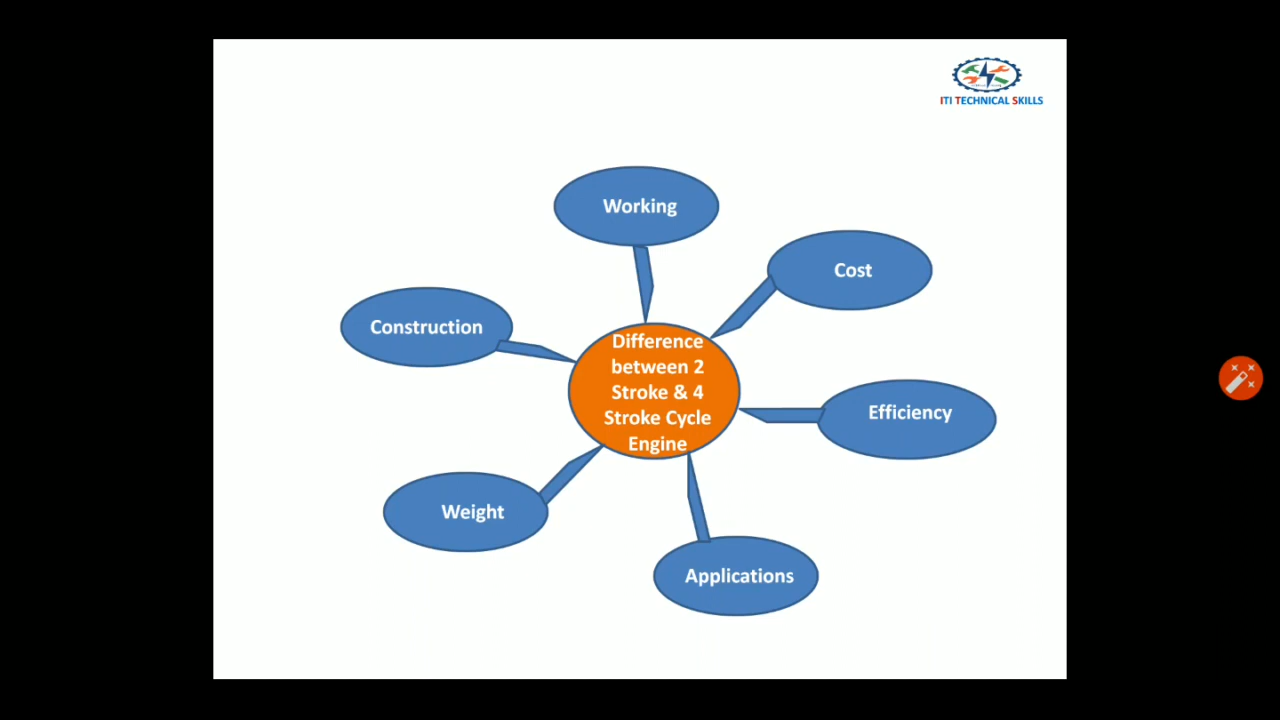 ITI TECHNICAL SKILLS
Working
Cost
Construction
Difference
between 2
Stroke & 4
Stroke Cycle
Engine
Efficiency
Weight
Applications